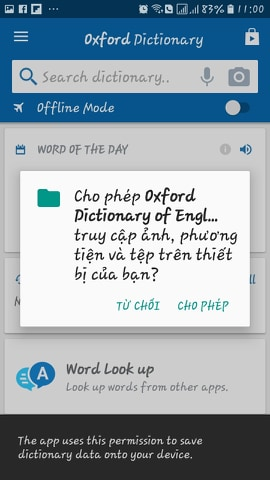 83% 11:00
Oxford Dictionary
Search dictionary..
Offline Mode
WORD OF THE DAY
Cho phép Oxford
Dictionary of Engl...
truy cập ảnh, phương
tiện và tệp trên thiết
bị của bạn?
TỪ CHỐI CHO PHÉP
Word Look up
Look up words from other apps.
The app uses this permission to save
dictionary data onto your device.